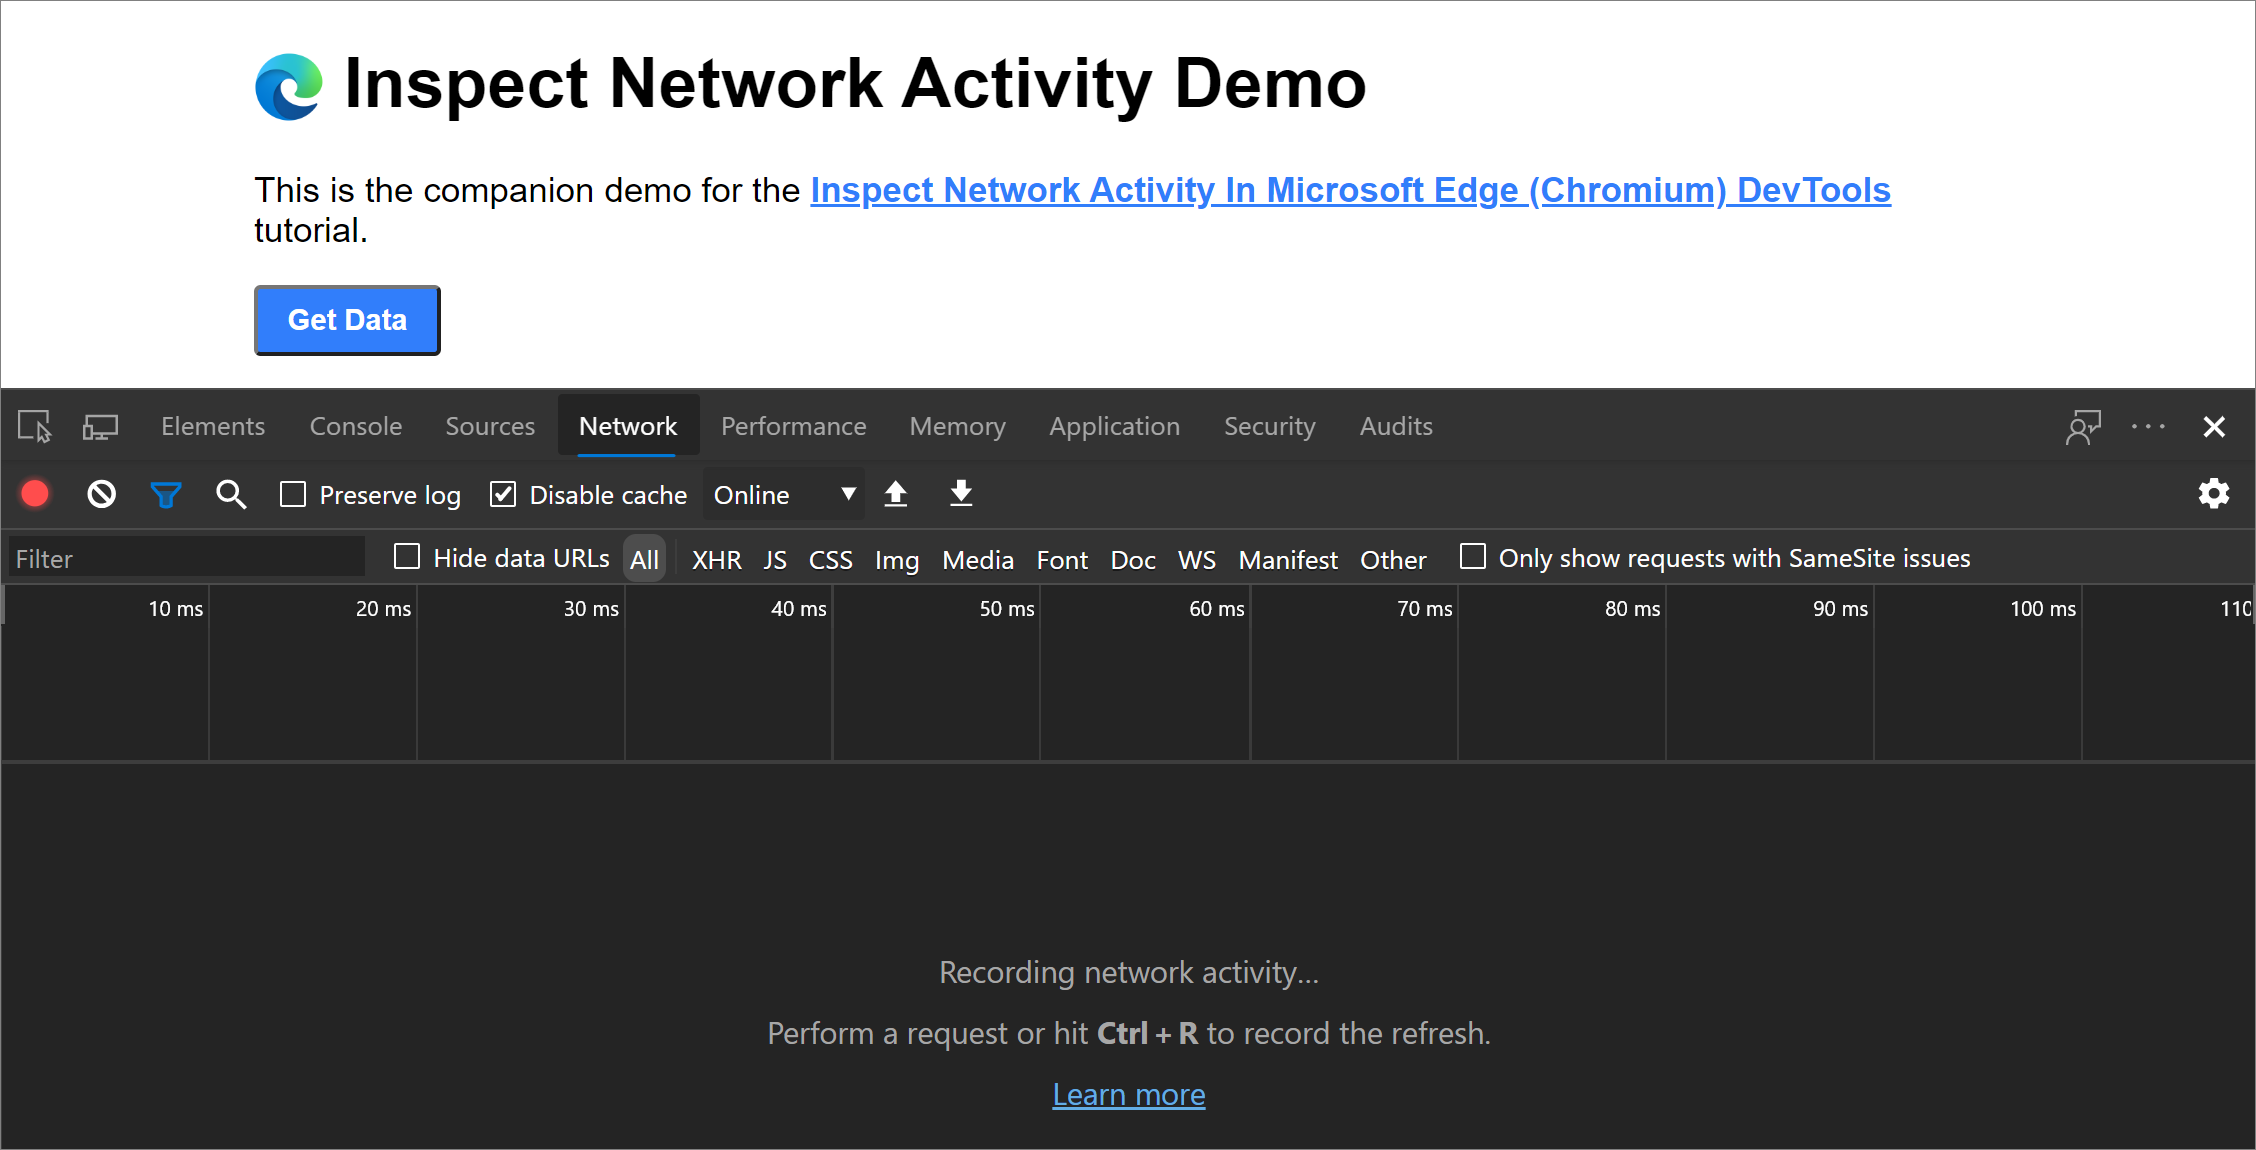 Inspect Network Activity Demo
This is the companion demo for the Inspect Network Activity In Microsoft Edge (Chromium) DevTools
tutorial.
Get Data
Elements Console Sources Network Performance Memory Application Security Audits
Preserve log Disable cache Online
Filter Hide data URLs All XHR JS CSS Img Media Font Doc WS Manifest Other Only show requests with SameSite issues
10 ms 20 ms 30 ms 40 ms 50 ms 60 ms 70 ms 80 ms 90 ms 100 ms 110
Recording network activity...
Perform a request or hit Ctrl + R to record the refresh.
Learn more